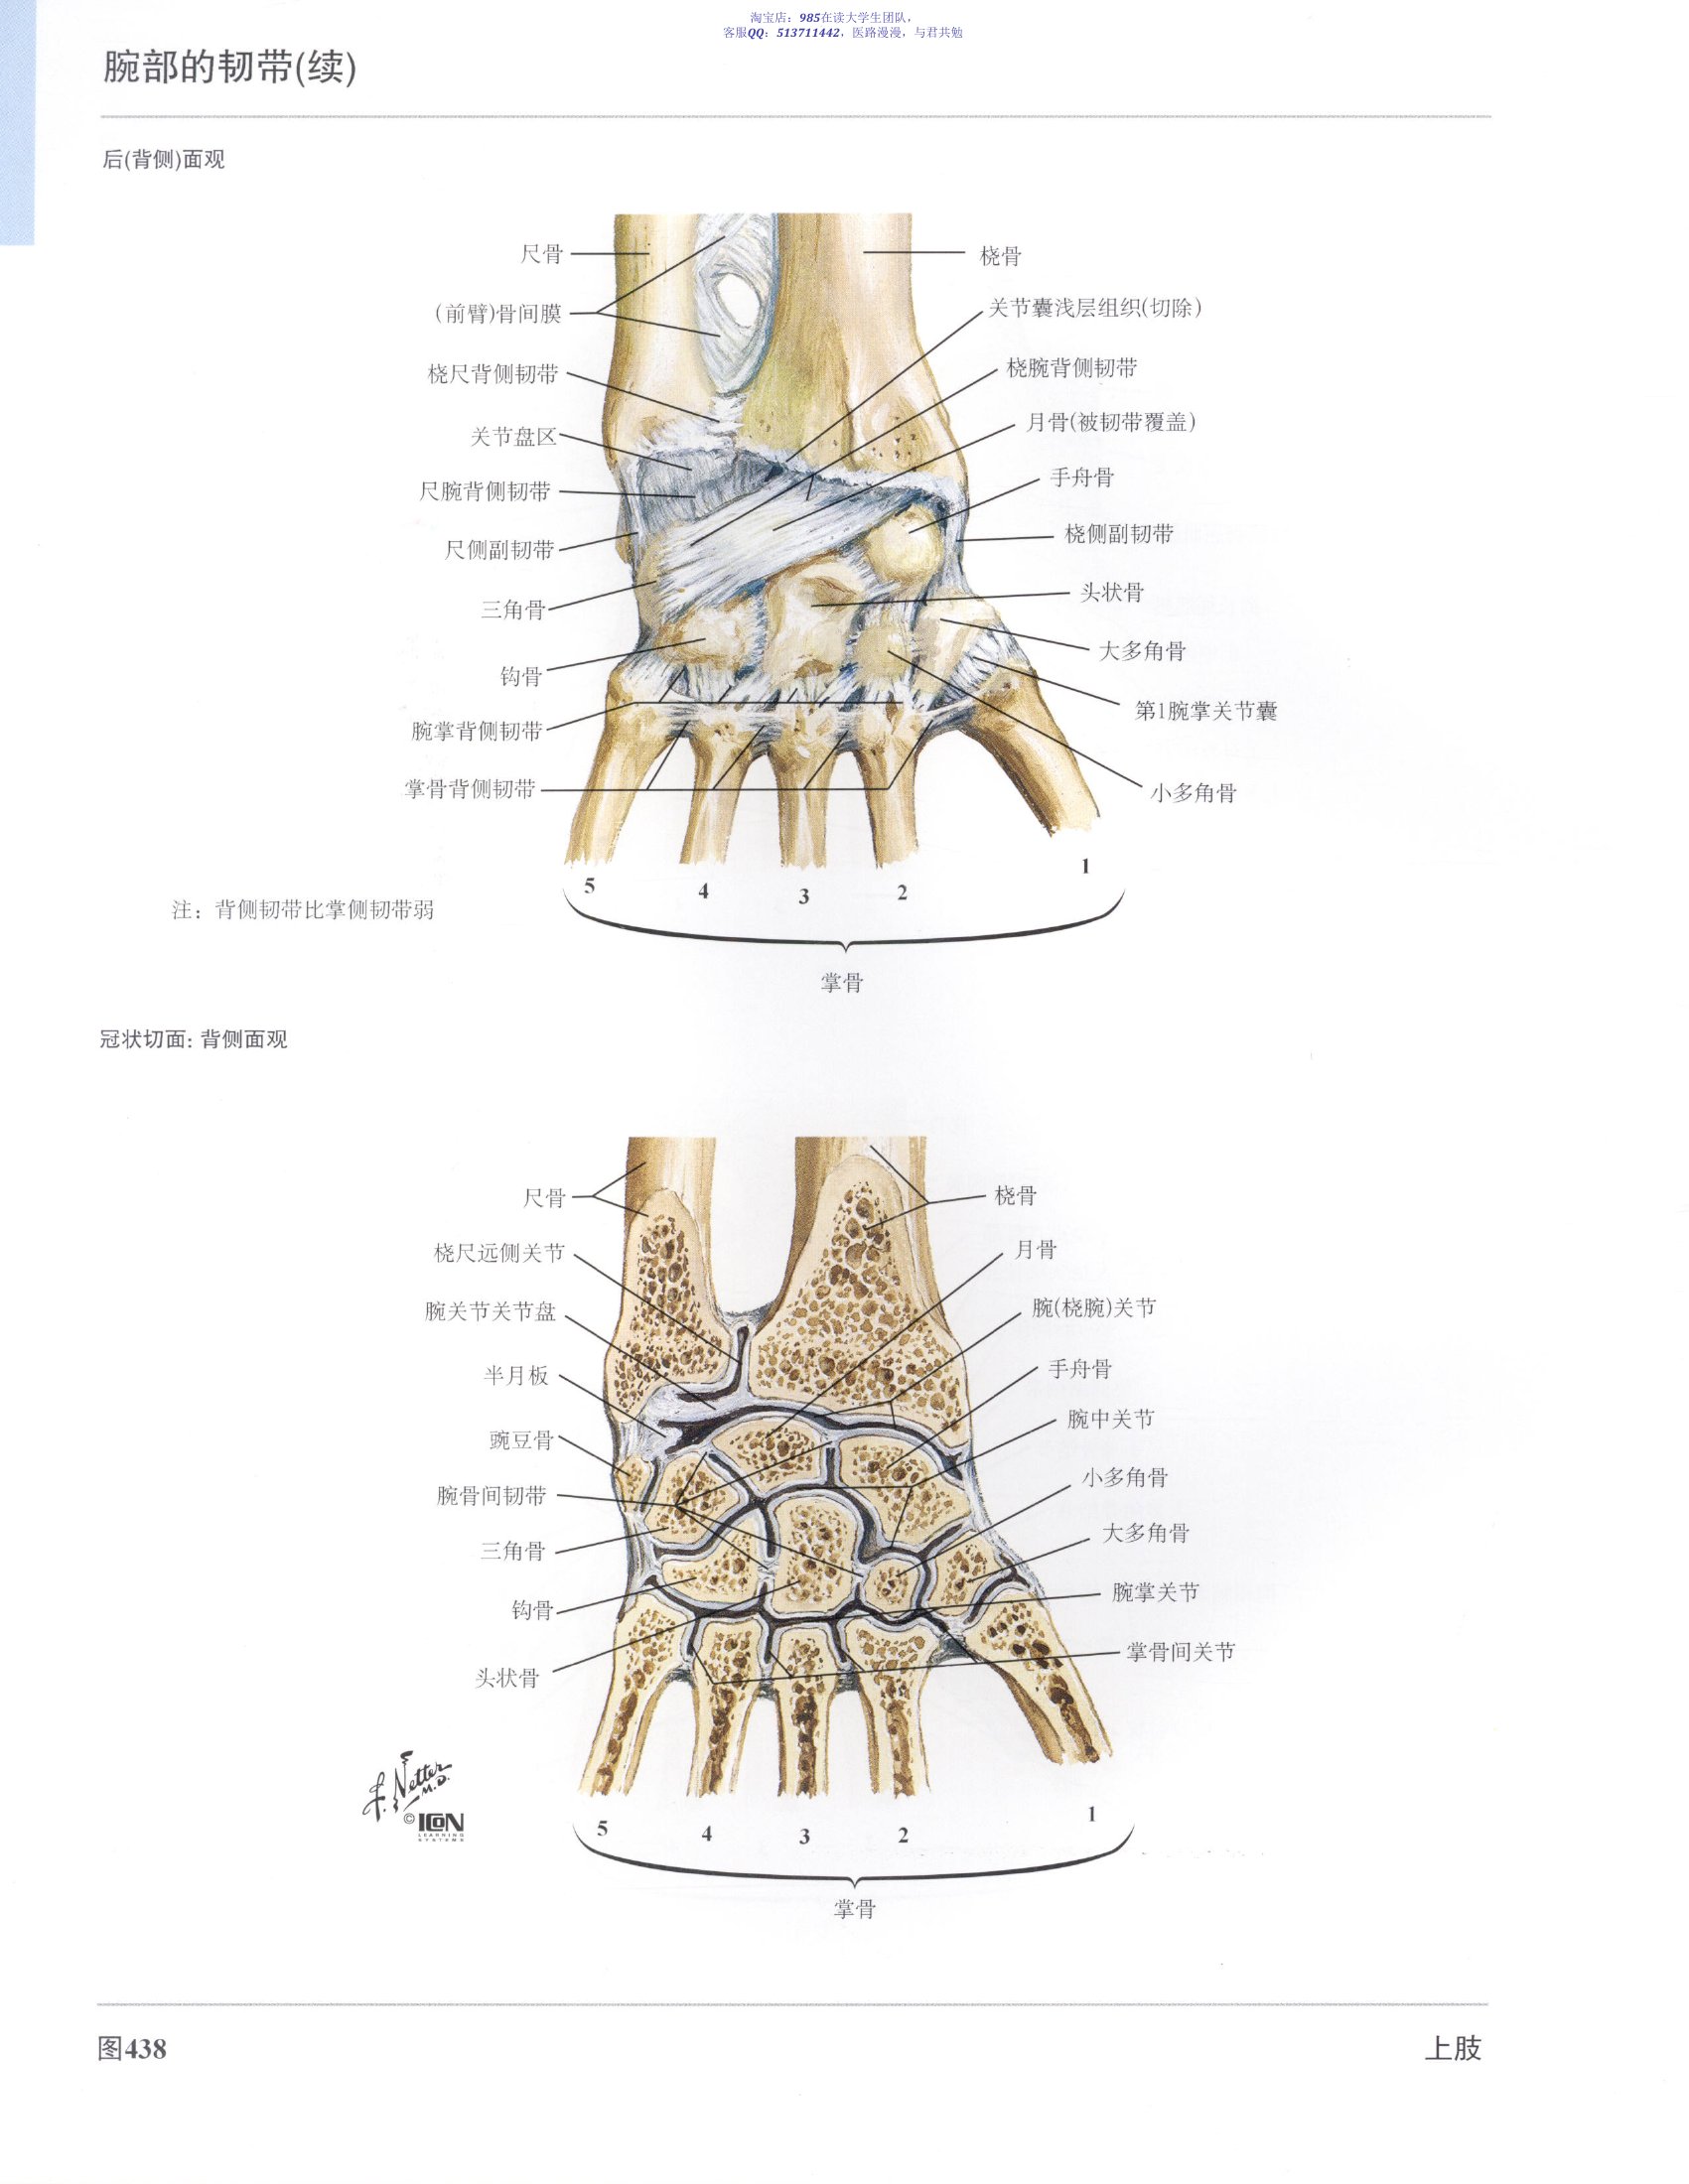 淘宝店：985在读大学生团队，
客服QQ：513711442，医路漫漫，与君共勉
腕部的韧带(续)
后(背侧)面观
尺骨
(前臂)骨间膜
桡尺背侧韧带
关节盘区
尺腕背侧韧带
尺侧副韧带
三角骨
钩骨
腕掌背侧韧带
掌骨背侧韧带
桡骨
关节囊浅层组织(切除)
桡腕背侧韧带
月骨(被韧带覆盖)
手舟骨
桡侧副韧带
头状骨
大多角骨
第1腕掌关节囊
小多角骨
5
4
3
2
1
掌骨
注：背侧韧带比掌侧韧带弱
冠状切面: 背侧面观
尺骨
桡尺远侧关节
腕关节关节盘
半月板
豌豆骨
腕骨间韧带
三角骨
钩骨
头状骨
桡骨
月骨
腕(桡腕)关节
手舟骨
腕中关节
小多角骨
大多角骨
腕掌关节
掌骨间关节
5
4
3
2
1
掌骨
F. Netter
M.D.
© ICON
LEARNING
SYSTEMS
图438
上肢